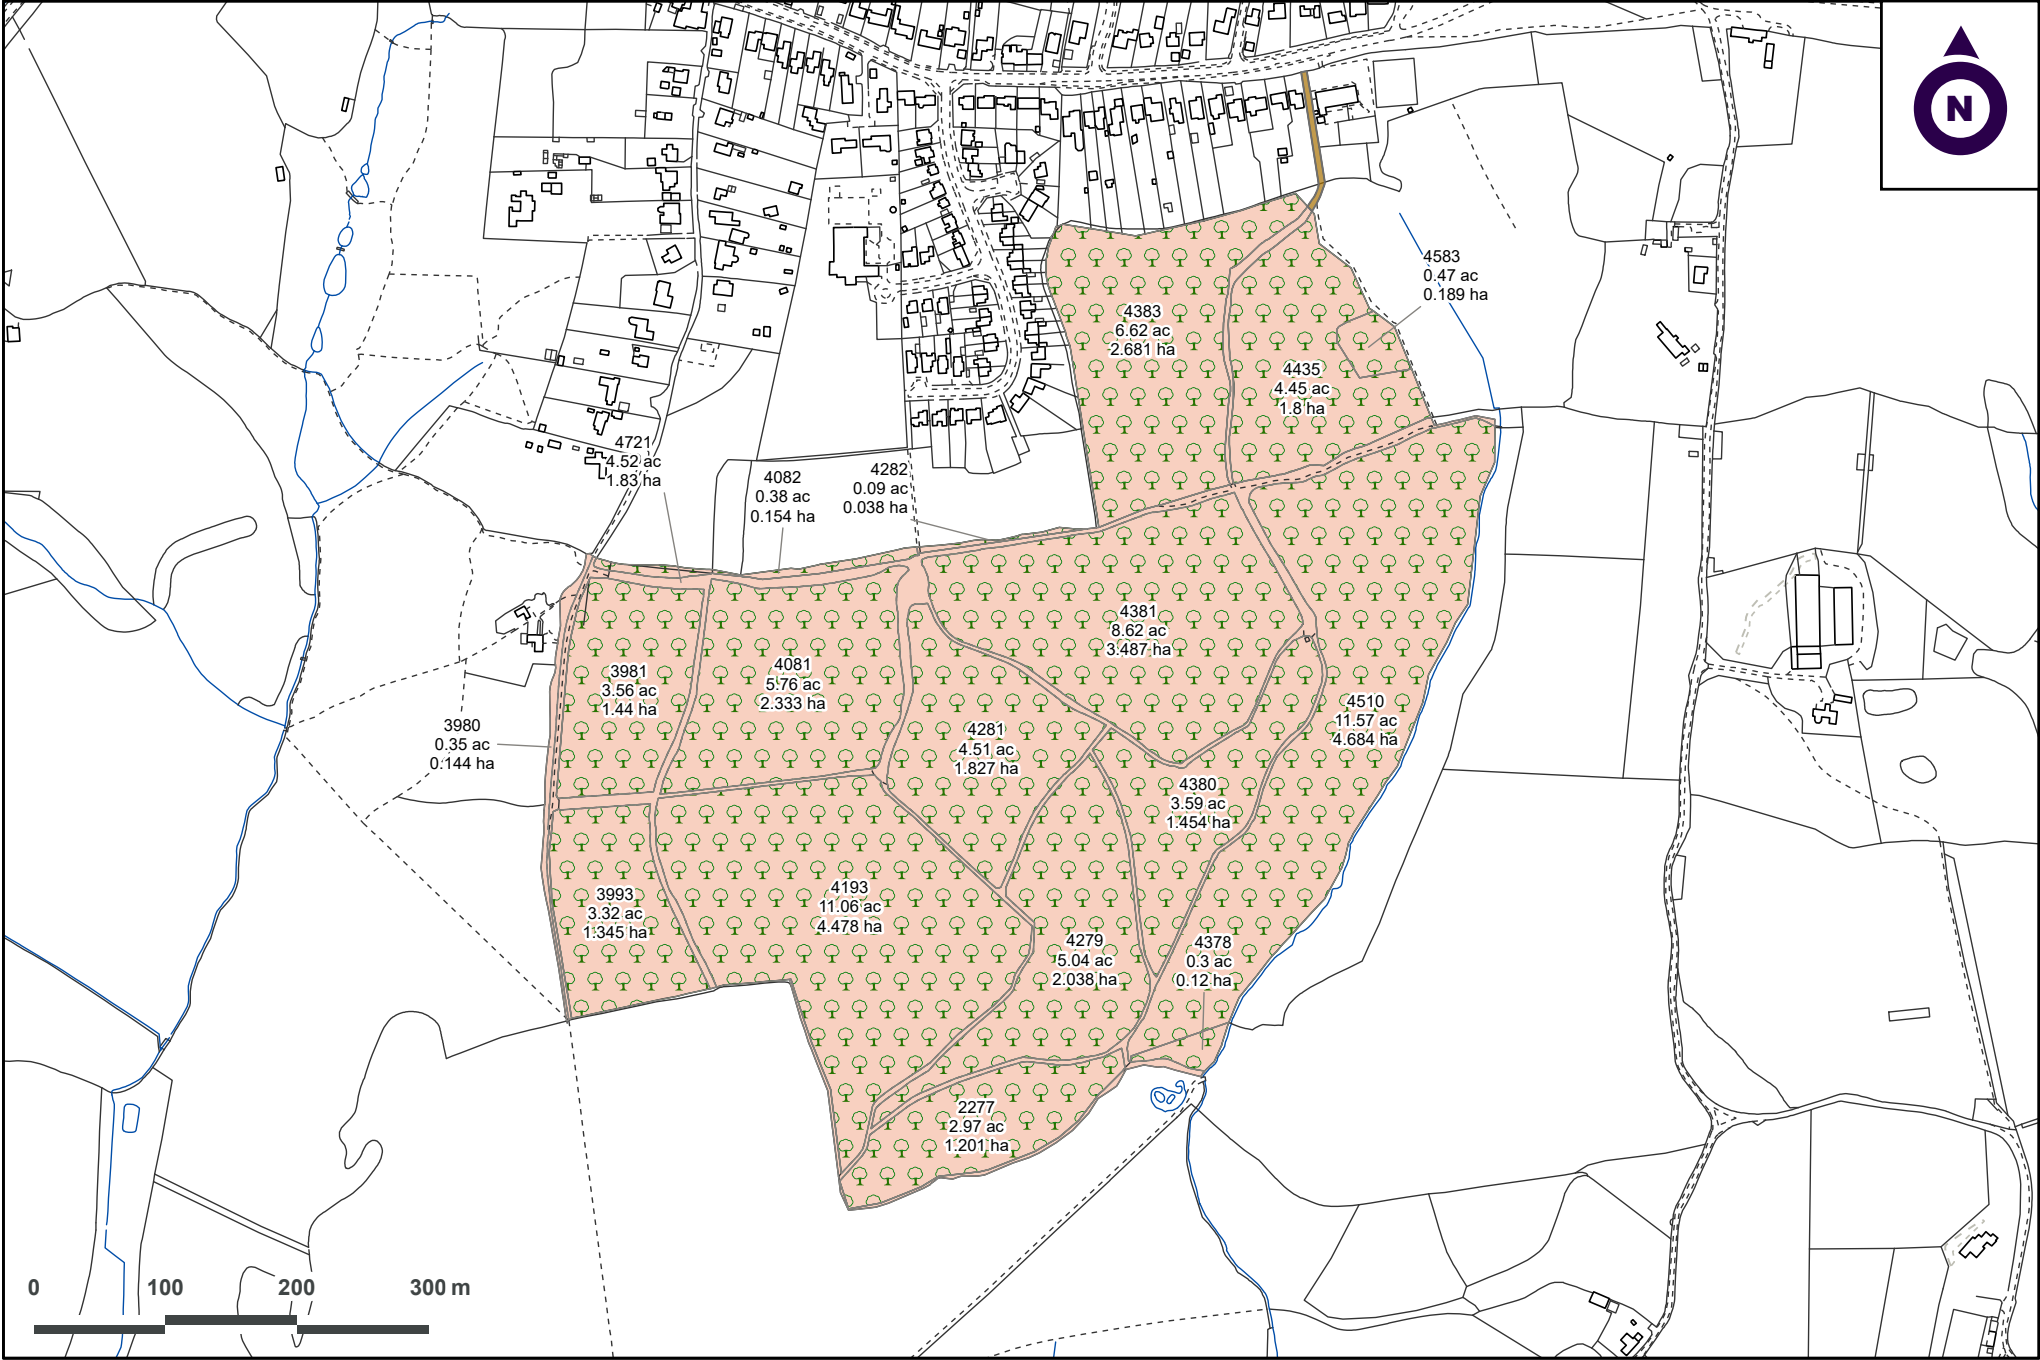 N
4583
0.47 ac
0.189 ha
4383
6.62 ac
2.681 ha
4435
4.45 ac
1.8 ha
4721
4.52 ac
1.83 ha
4082
0.38 ac
0.154 ha
4282
0.09 ac
0.038 ha
4381
8.62 ac
3.487 ha
3981
3.56 ac
1.44 ha
4081
5.76 ac
2.333 ha
4510
11.57 ac
4.684 ha
3980
0.35 ac
0.144 ha
4281
4.51 ac
1.827 ha
4380
3.59 ac
1.454 ha
3993
3.32 ac
1.345 ha
4193
11.06 ac
4.478 ha
4279
5.04 ac
2.038 ha
4378
0.3 ac
0.12 ha
2277
2.97 ac
1.201 ha
0 100 200 300 m